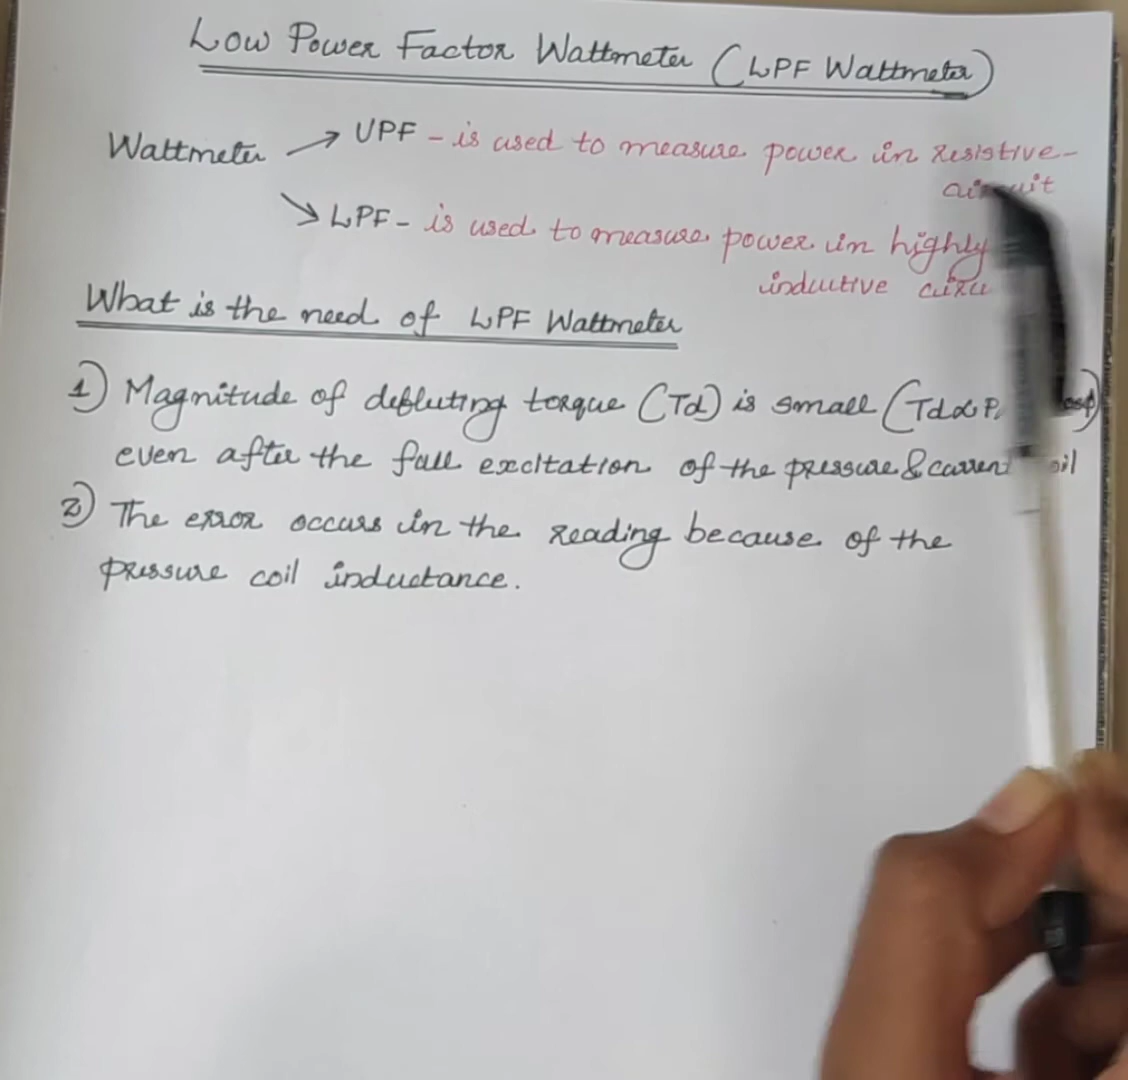 Low Power Factor Wattmeter (LPF Wattmeter)
Wattmeter → UPF - is used to measure power in resistive-
circuit
↘ LPF - is used to measure power in highly
inductive
What is the need of LPF Wattmeter
1) Magnitude of deflecting torque (Td) is small (Td∝P
even after the full excitation of the pressure & current
2) The error occurs in the reading because of the
pressure coil inductance.